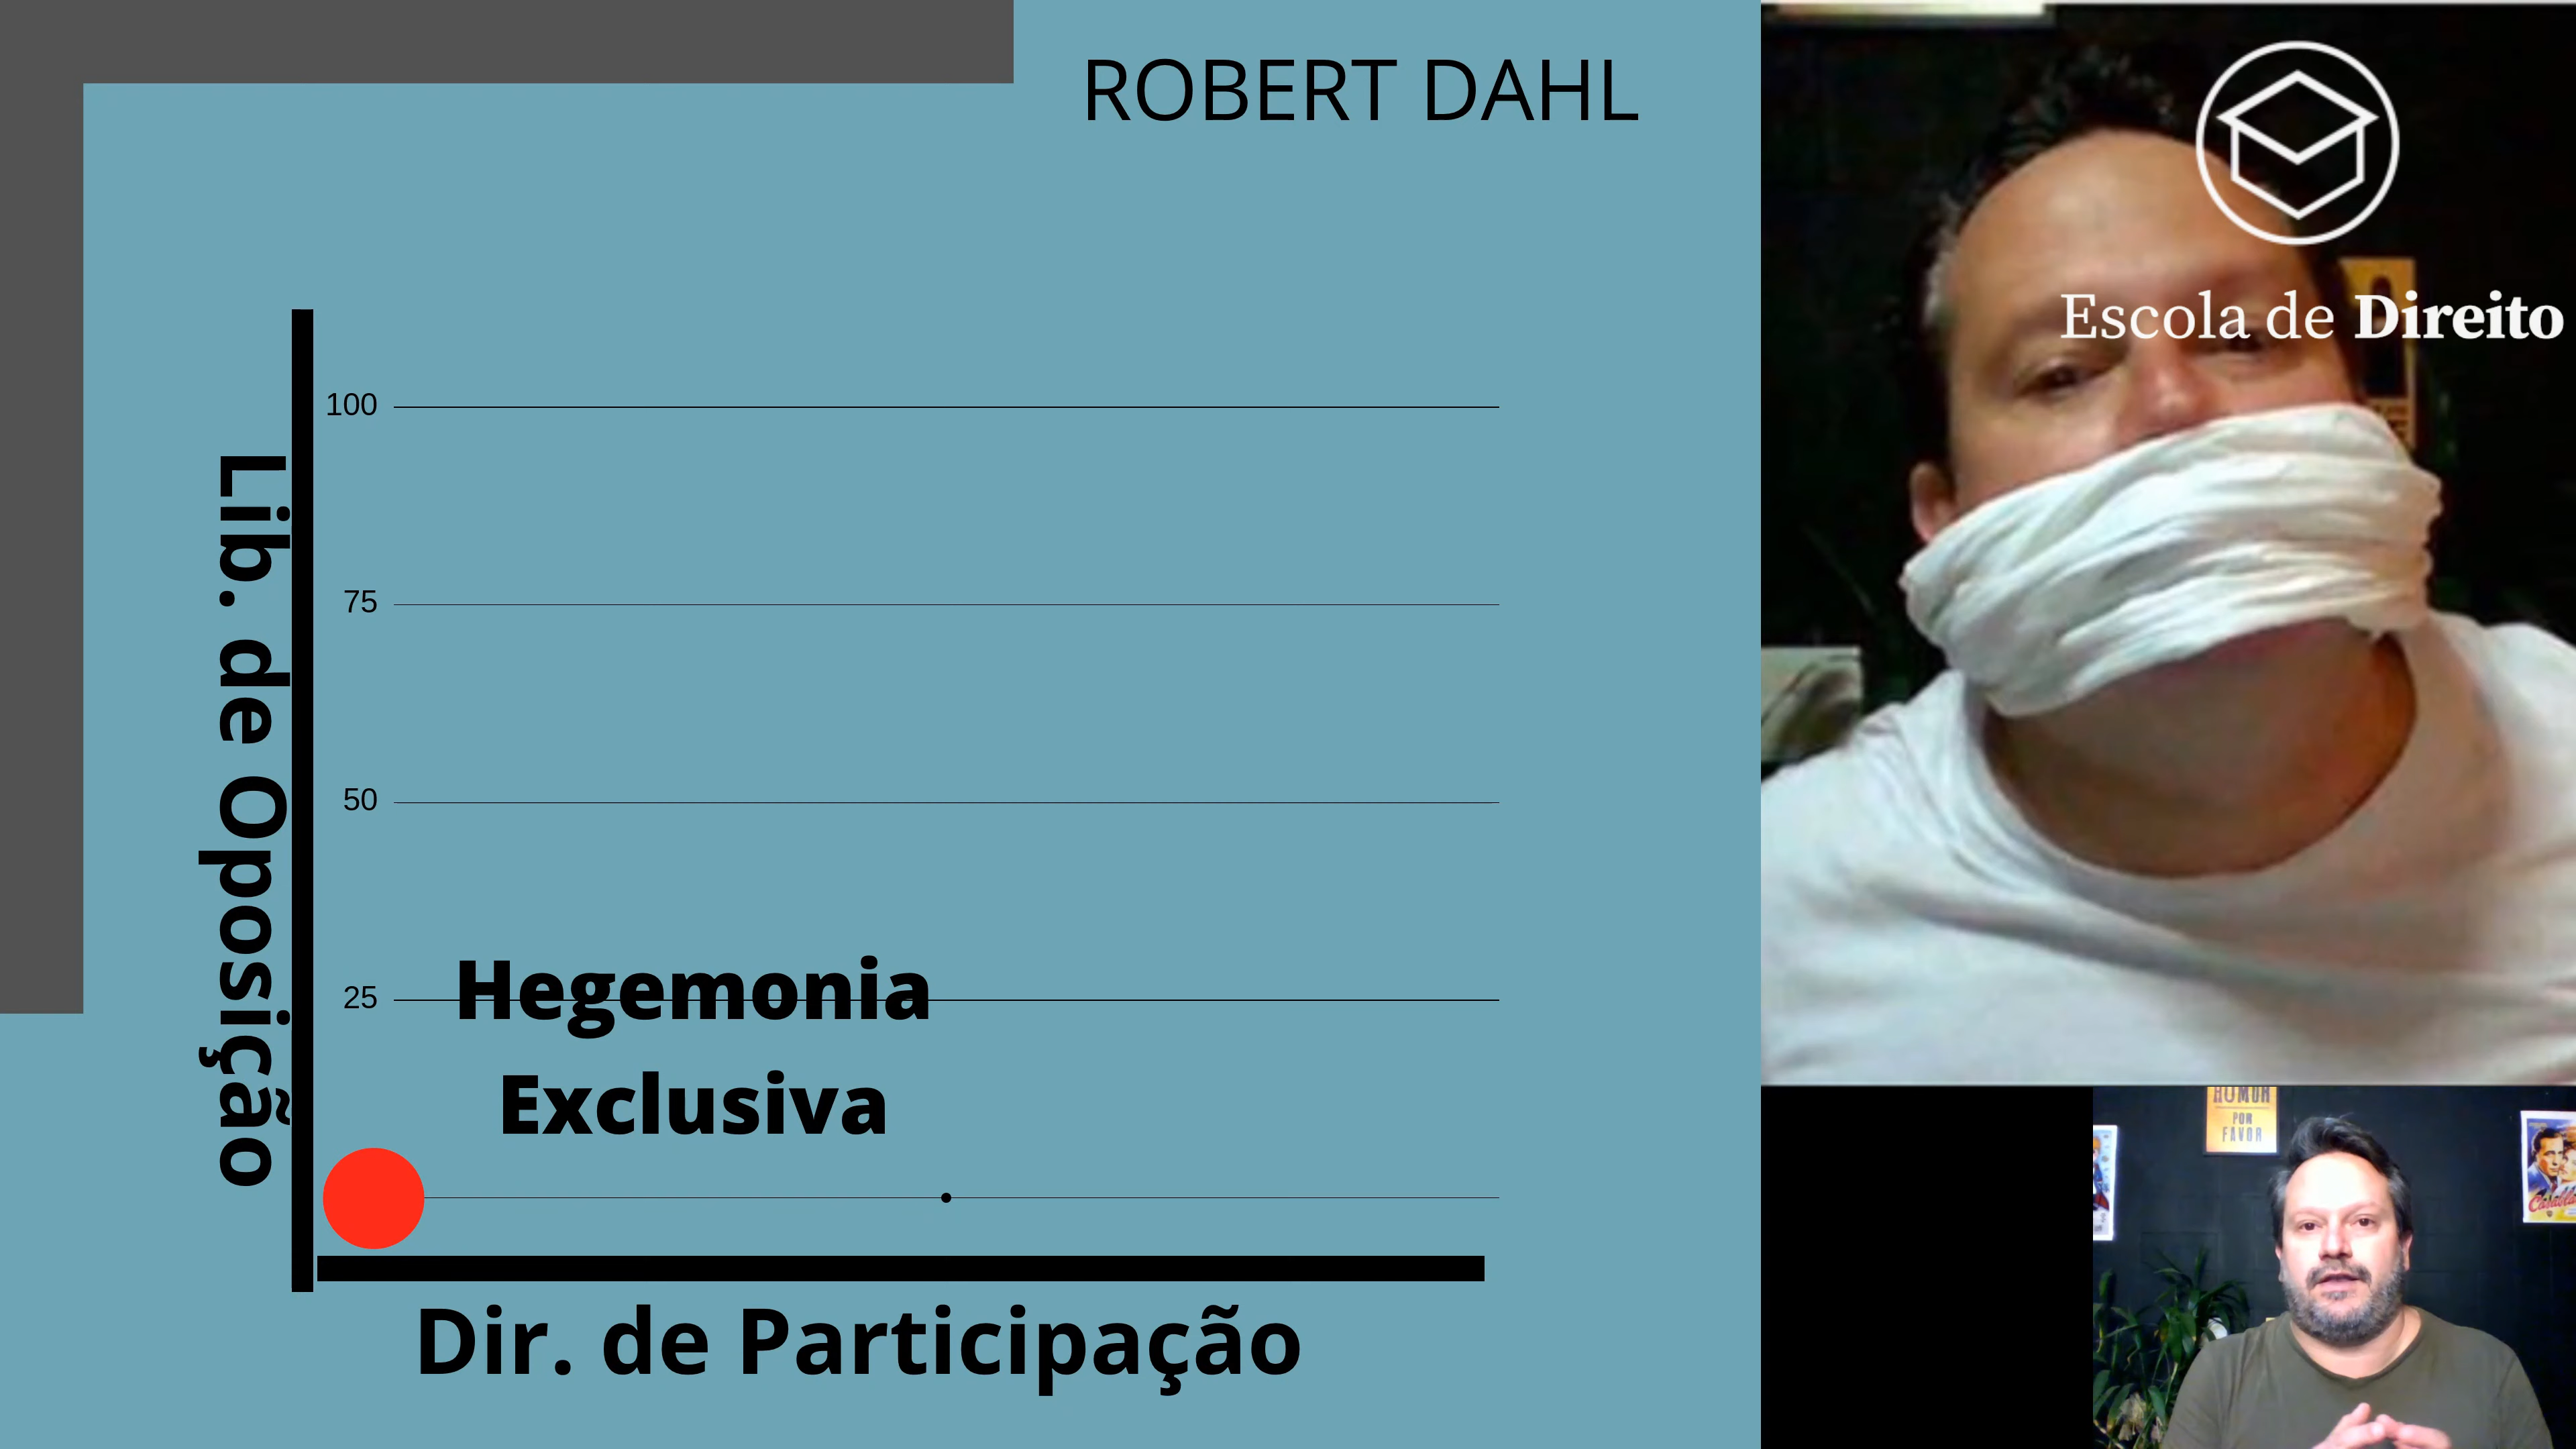 ROBERT DAHL
Escola de Direito
100
75
50
25
Lib. de Oposição
Hegemonia
Exclusiva
Dir. de Participação
HUMOR
POR
FAVOR